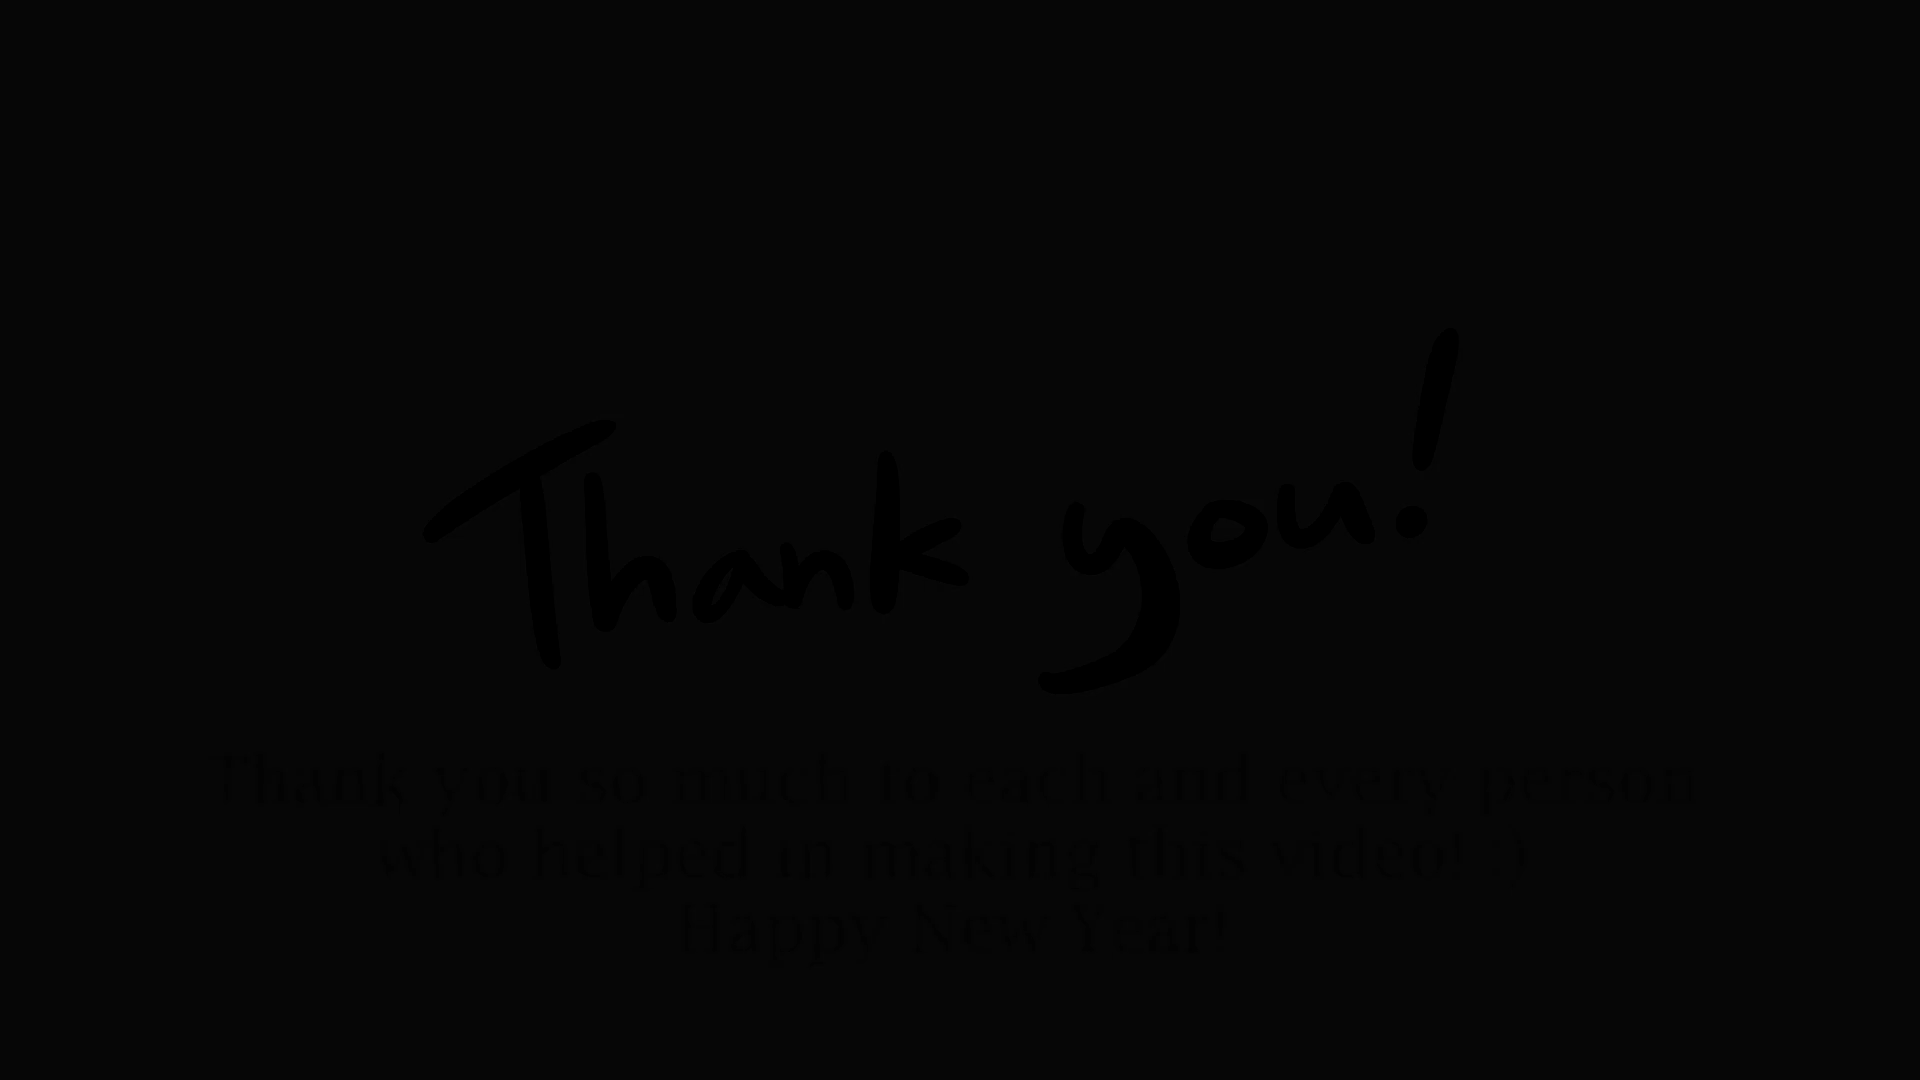 Thank you!
Thank you so much to each and every person
who helped in making this video! :)
Happy New Year!